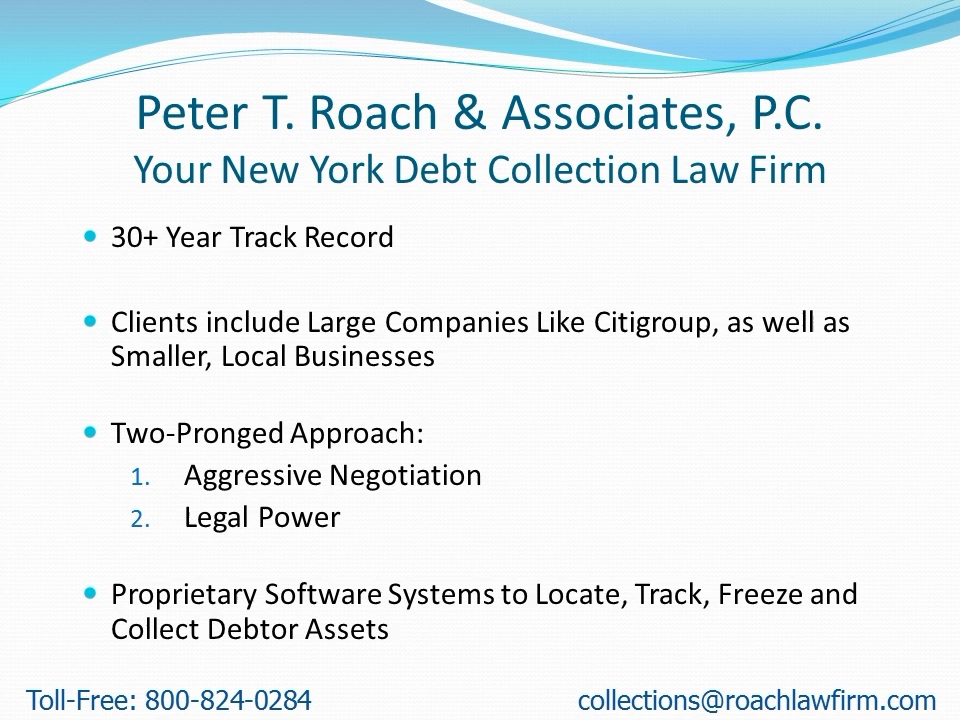 Peter T. Roach & Associates, P.C.
Your New York Debt Collection Law Firm
• 30+ Year Track Record
• Clients include Large Companies Like Citigroup, as well as
Smaller, Local Businesses
• Two-Pronged Approach:
1. Aggressive Negotiation
2. Legal Power
• Proprietary Software Systems to Locate, Track, Freeze and
Collect Debtor Assets
Toll-Free: 800-824-0284
collections@roachlawfirm.com